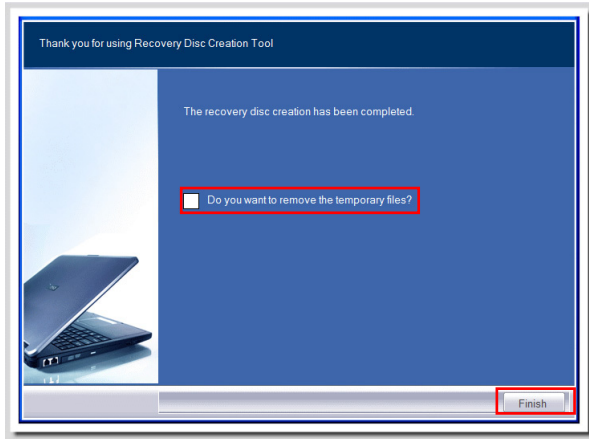 Thank you for using Recovery Disc Creation Tool
The recovery disc creation has been completed.
Do you want to remove the temporary files?
Finish